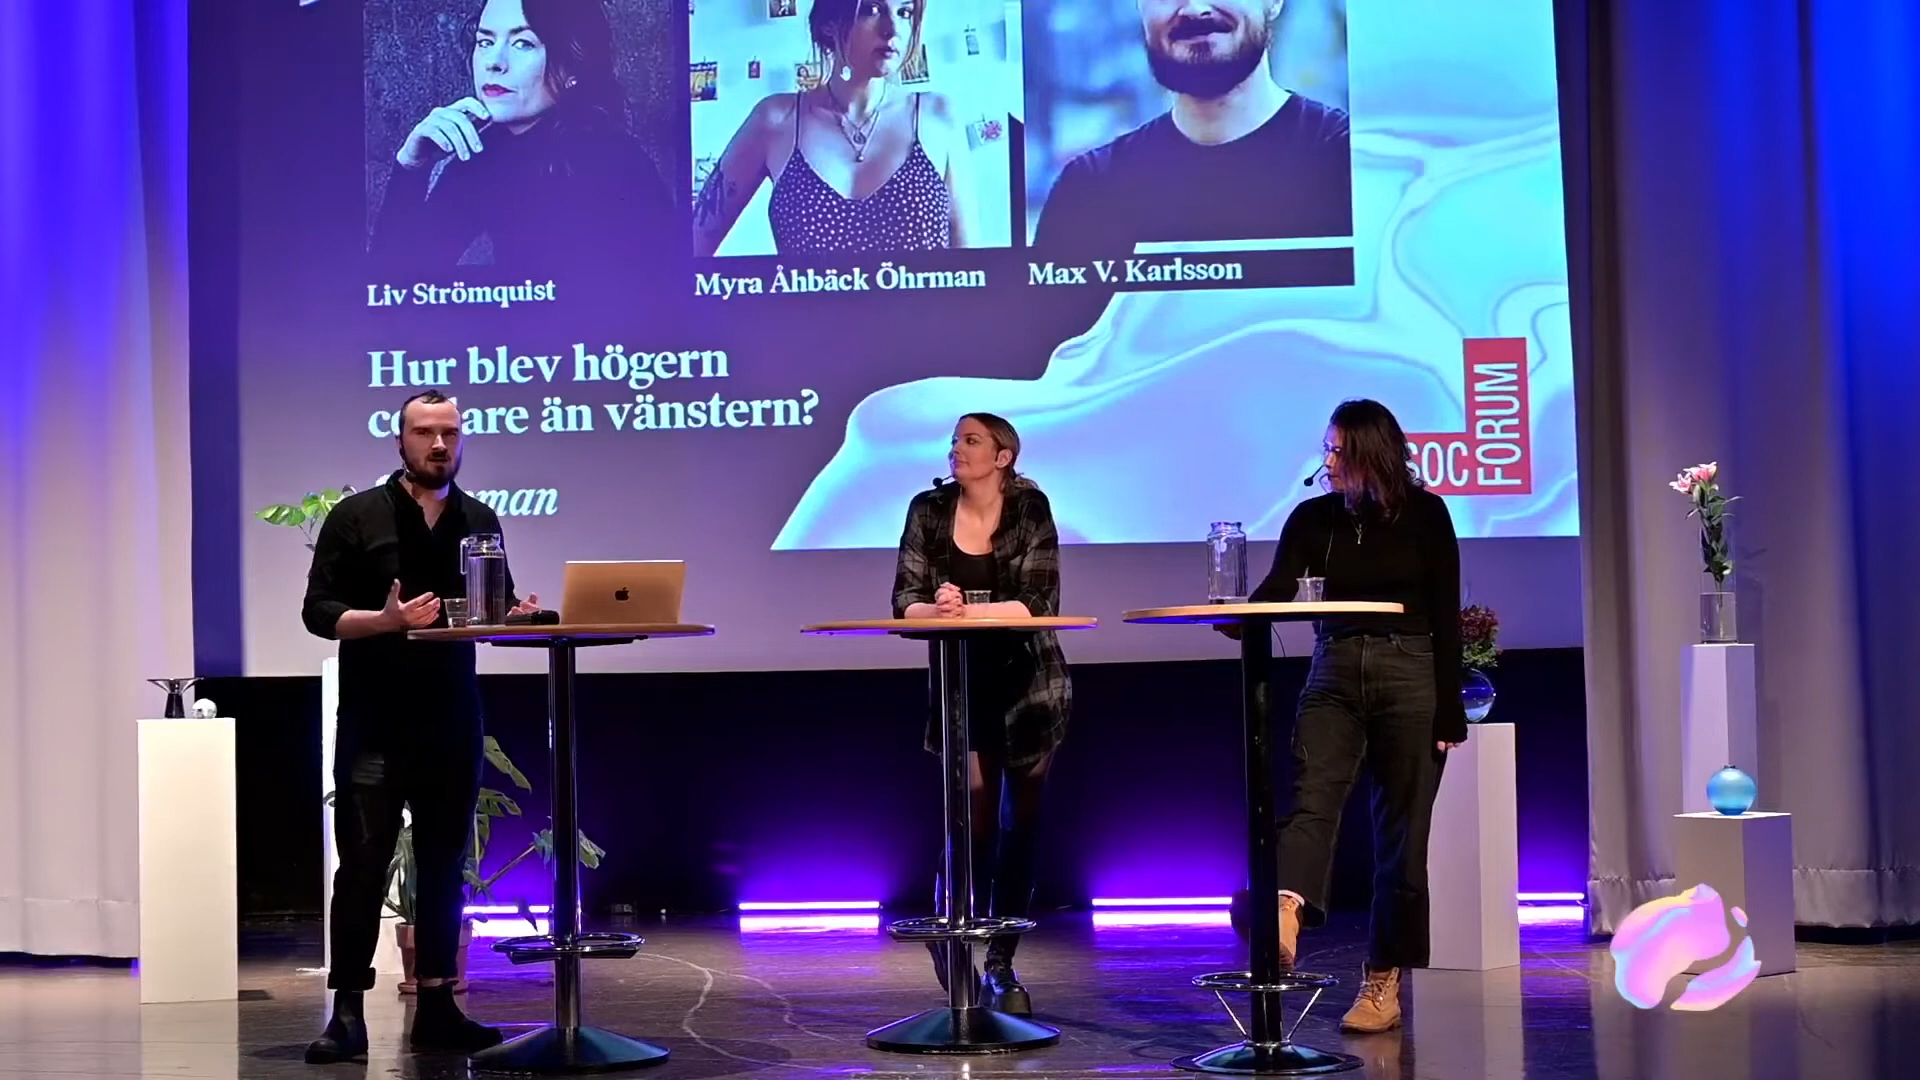 Liv Strömquist
Myra Åhbäck Öhrman
Max V. Karlsson
Hur blev högern
än vänstern?
SOC
FORUM